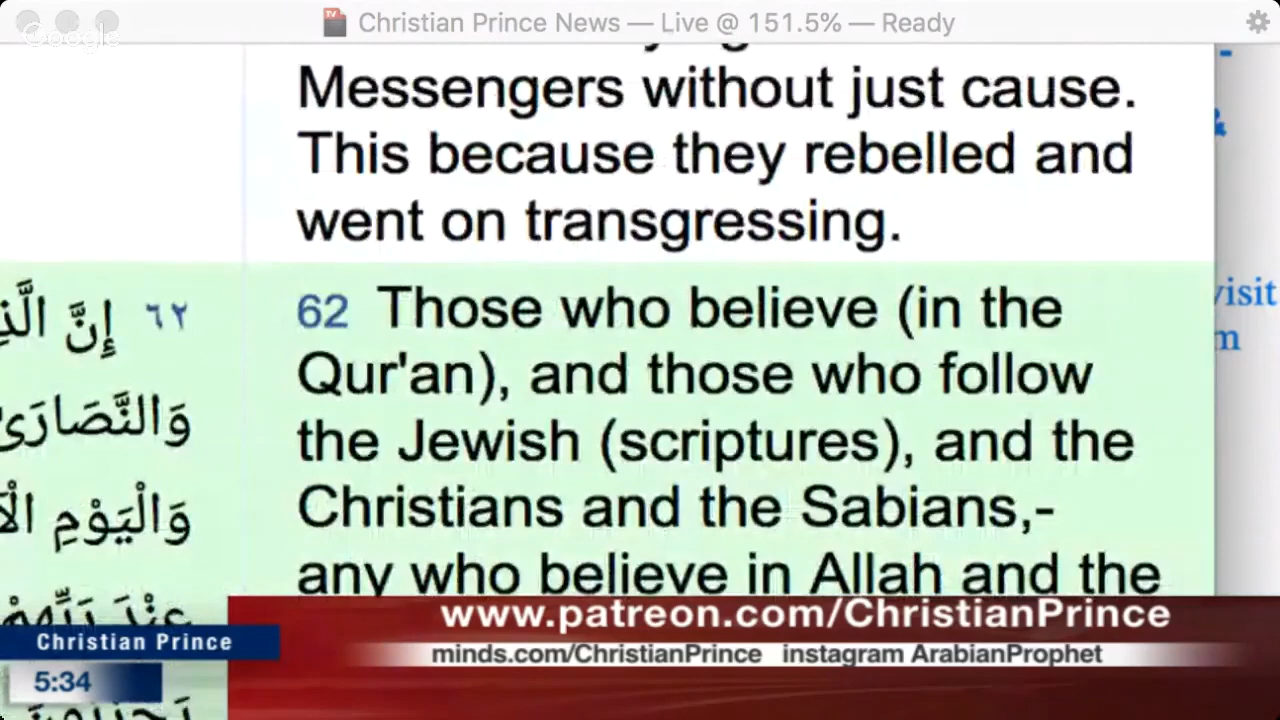 Christian Prince News — Live @ 151.5% — Ready
Google
Messengers without just cause.
This because they rebelled and
went on transgressing.
62 Those who believe (in the
Qur'an), and those who follow
the Jewish (scriptures), and the
Christians and the Sabians,-
any who believe in Allah and the
٦٢ إِنَّ
وَالنَّصَارَىٰ
وَالْيَوْمِ
عِنْدَ رَبِّهِمْ
visit
www.patreon.com/ChristianPrince
minds.com/ChristianPrince instagram ArabianProphet
Christian Prince
5:34